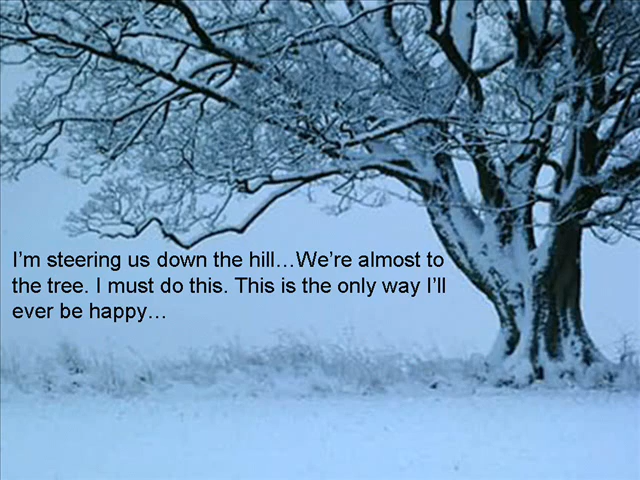 I’m steering us down the hill…We’re almost to
the tree. I must do this. This is the only way I’ll
ever be happy…